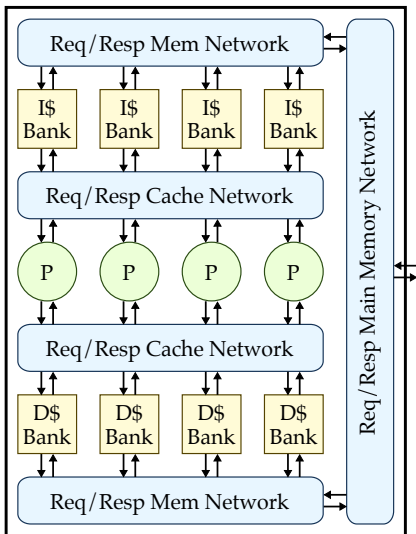 Req/Resp Mem Network
I$ I$ I$ I$
Bank Bank Bank Bank
Req/Resp Cache Network
P P P P
Req/Resp Cache Network
D$ D$ D$ D$
Bank Bank Bank Bank
Req/Resp Mem Network
Req/Resp Main Memory Network